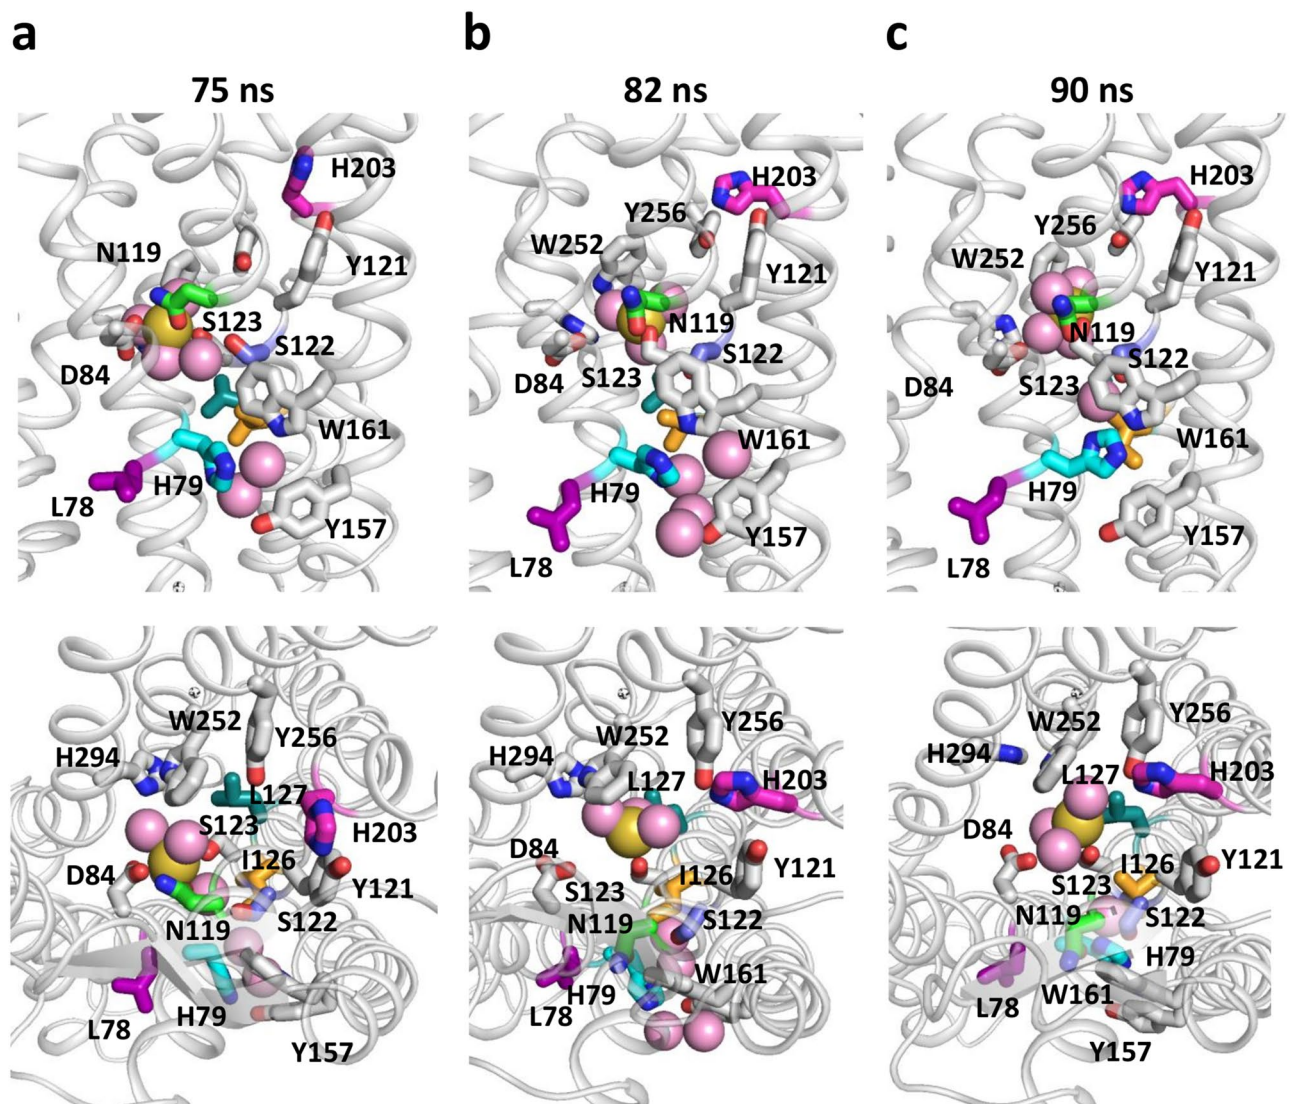 a
b
c
75 ns
82 ns
90 ns
H203
N119
Y121
S123
S122
D84
W161
L78
H79
Y157
H203
Y256
W252
Y121
N119
S122
D84
S123
W161
H79
Y157
L78
H203
Y256
W252
Y121
N119
S122
D84
S123
W161
H79
Y157
L78
W252
Y256
H294
L127
S123
H203
D84
I126
Y121
N119
S122
L78
H79
Y157
Y256
W252
H294
L127
H203
D84
Y121
I126
S123
N119
S122
W161
H79
L78
Y256
W252
H294
L127
H203
D84
I126
Y121
S123
N119
S122
H79
L78
W161
Y157